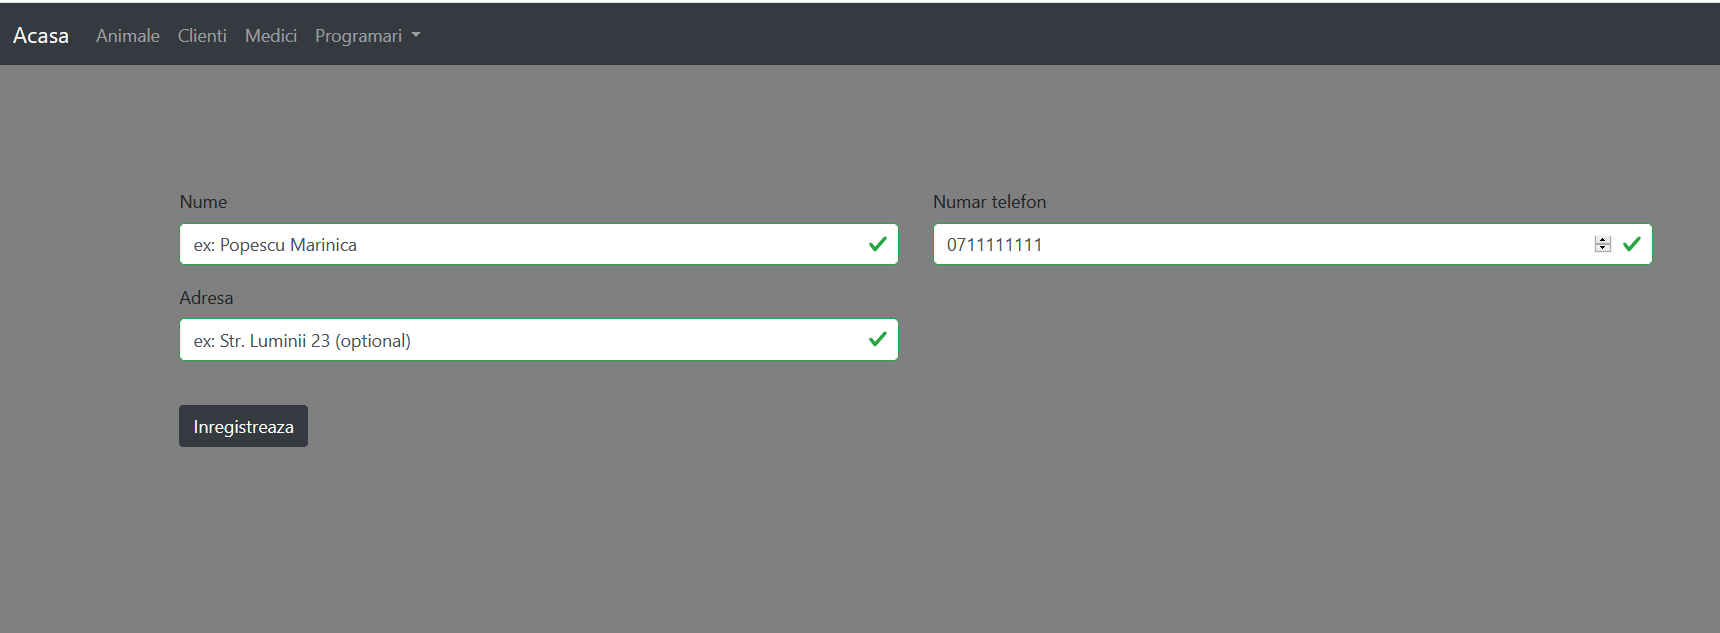 Acasa Animale Clienti Medici Programari
Nume
ex: Popescu Marinica
Numar telefon
0711111111
Adresa
ex: Str. Luminii 23 (optional)
Inregistreaza